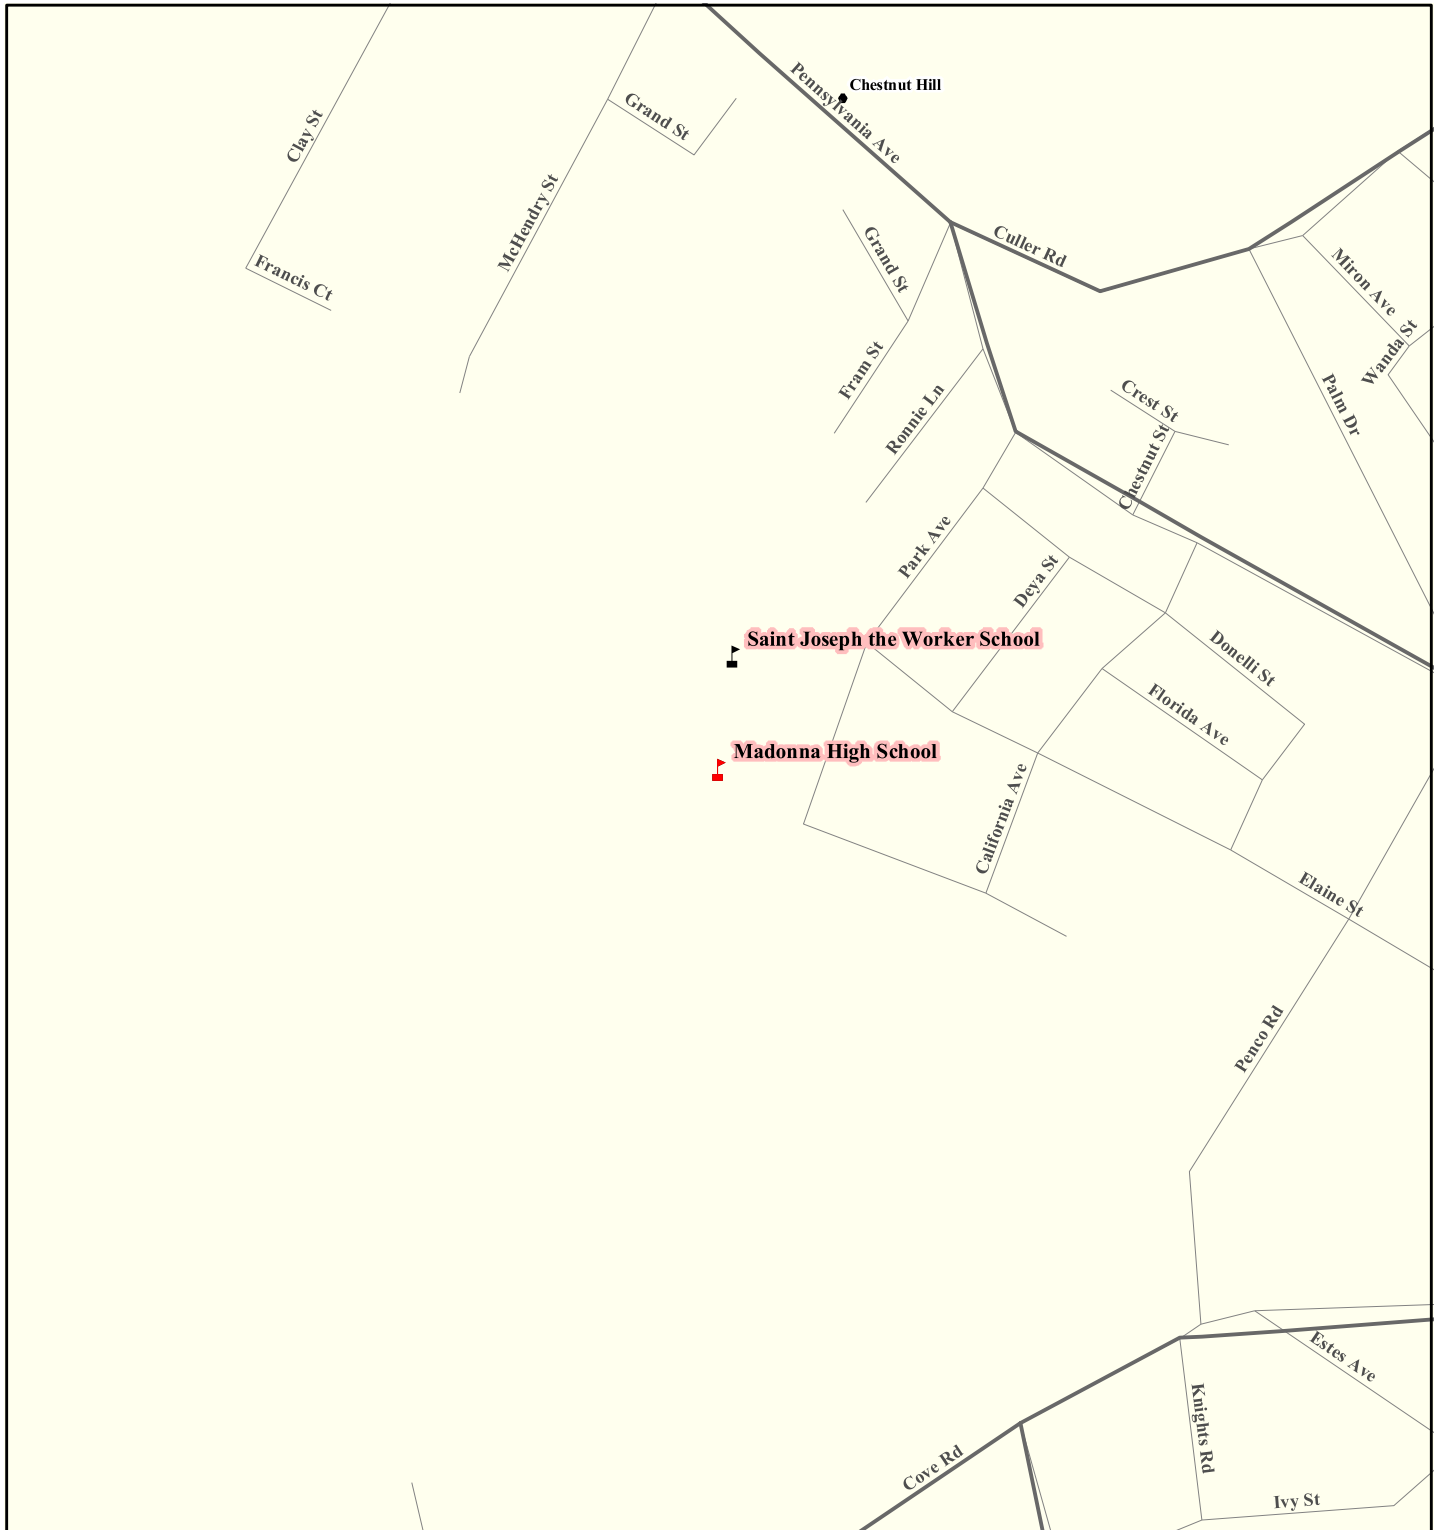 Chestnut Hill
Pennsylvania Ave
Grand St
Clay St
McHendry St
Francis Ct
Culler Rd
Grand St
Miron Ave
Wanda St
Fram St
Palm Dr
Crest St
Ronnie Ln
Chestnut St
Park Ave
Deya St
Saint Joseph the Worker School
Donelli St
Florida Ave
Madonna High School
California Ave
Elaine St
Penco Rd
Estes Ave
Knights Rd
Cove Rd
Ivy St